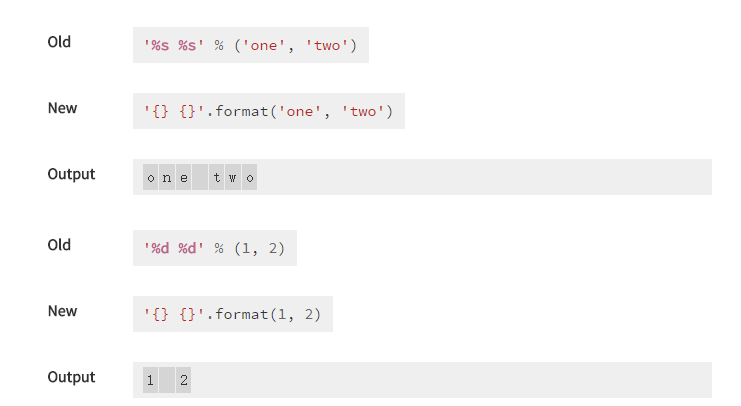 Old '%s %s' % ('one', 'two')
New '{} {}'.format('one', 'two')
Output one two
Old '%d %d' % (1, 2)
New '{} {}'.format(1, 2)
Output 1 2